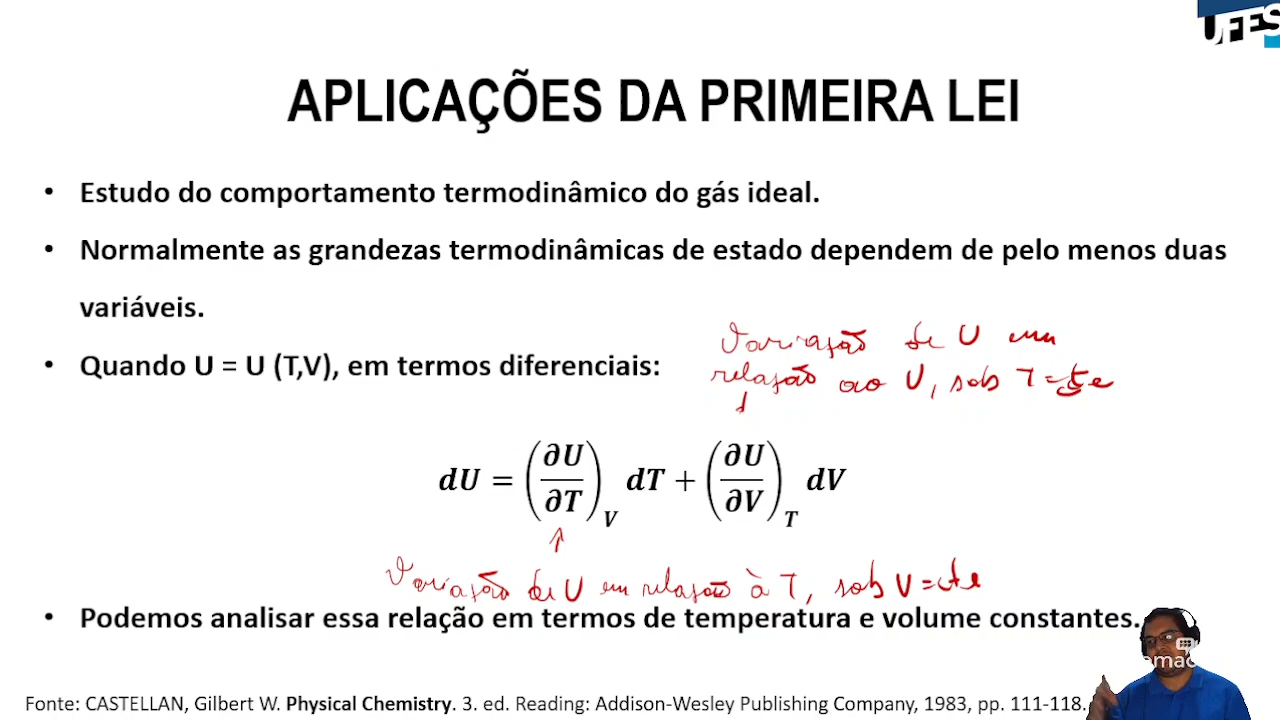 UFES
APLICAÇÕES DA PRIMEIRA LEI
• Estudo do comportamento termodinâmico do gás ideal.
• Normalmente as grandezas termodinâmicas de estado dependem de pelo menos duas
variáveis.
Variação de U em
• Quando U = U (T,V), em termos diferenciais:
relação ao U, sob T=cte
dU = (∂U/∂T)_V dT + (∂U/∂V)_T dV
Variação de U em relação à T, sob V=cte
• Podemos analisar essa relação em termos de temperatura e volume constantes.
Fonte: CASTELLAN, Gilbert W. Physical Chemistry. 3. ed. Reading: Addison-Wesley Publishing Company, 1983, pp. 111-118.